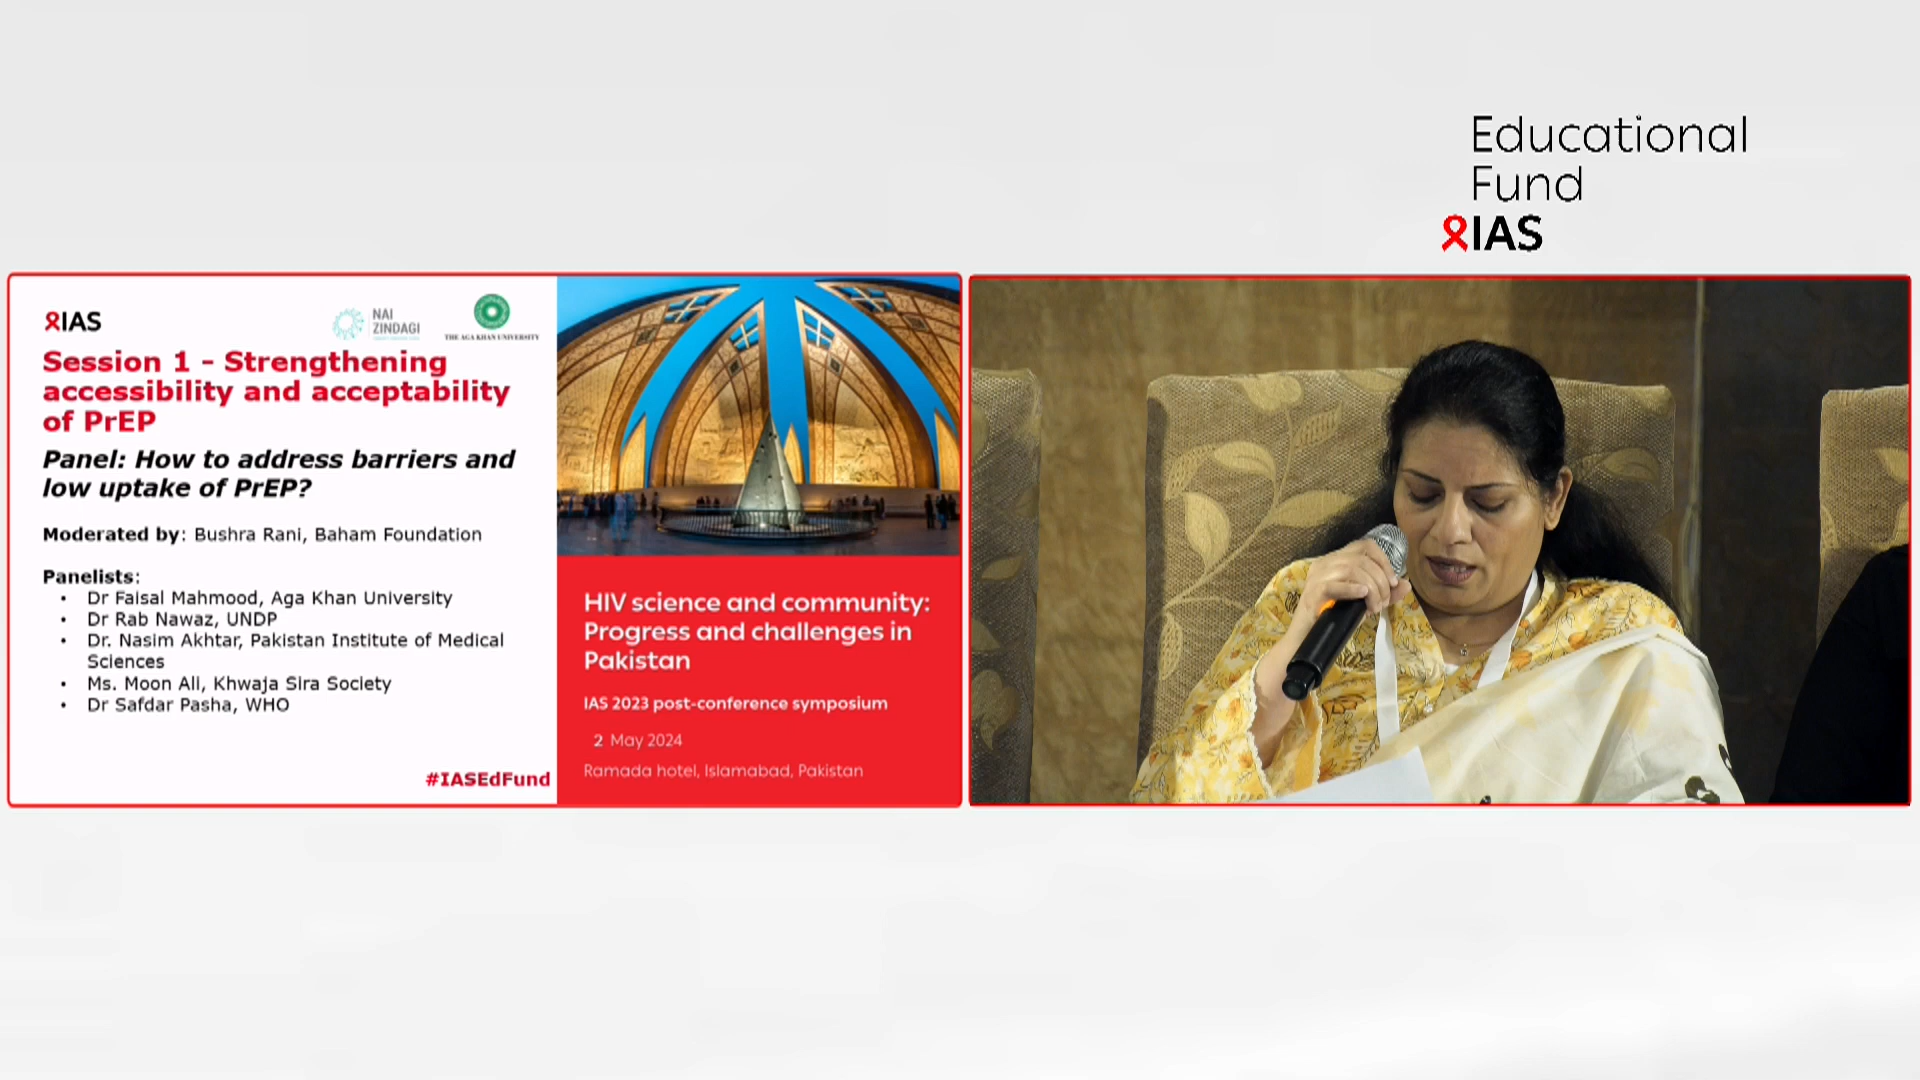 Educational
Fund
IAS
IAS
NAI
ZINDAGI
THE AGA KHAN UNIVERSITY
Session 1 - Strengthening
accessibility and acceptability
of PrEP
Panel: How to address barriers and
low uptake of PrEP?
Moderated by: Bushra Rani, Baham Foundation
Panelists:
• Dr Faisal Mahmood, Aga Khan University
• Dr Rab Nawaz, UNDP
• Dr. Nasim Akhtar, Pakistan Institute of Medical
Sciences
• Ms. Moon Ali, Khwaja Sira Society
• Dr Safdar Pasha, WHO
#IASEdFund
HIV science and community:
Progress and challenges in
Pakistan
IAS 2023 post-conference symposium
2 May 2024
Ramada hotel, Islamabad, Pakistan